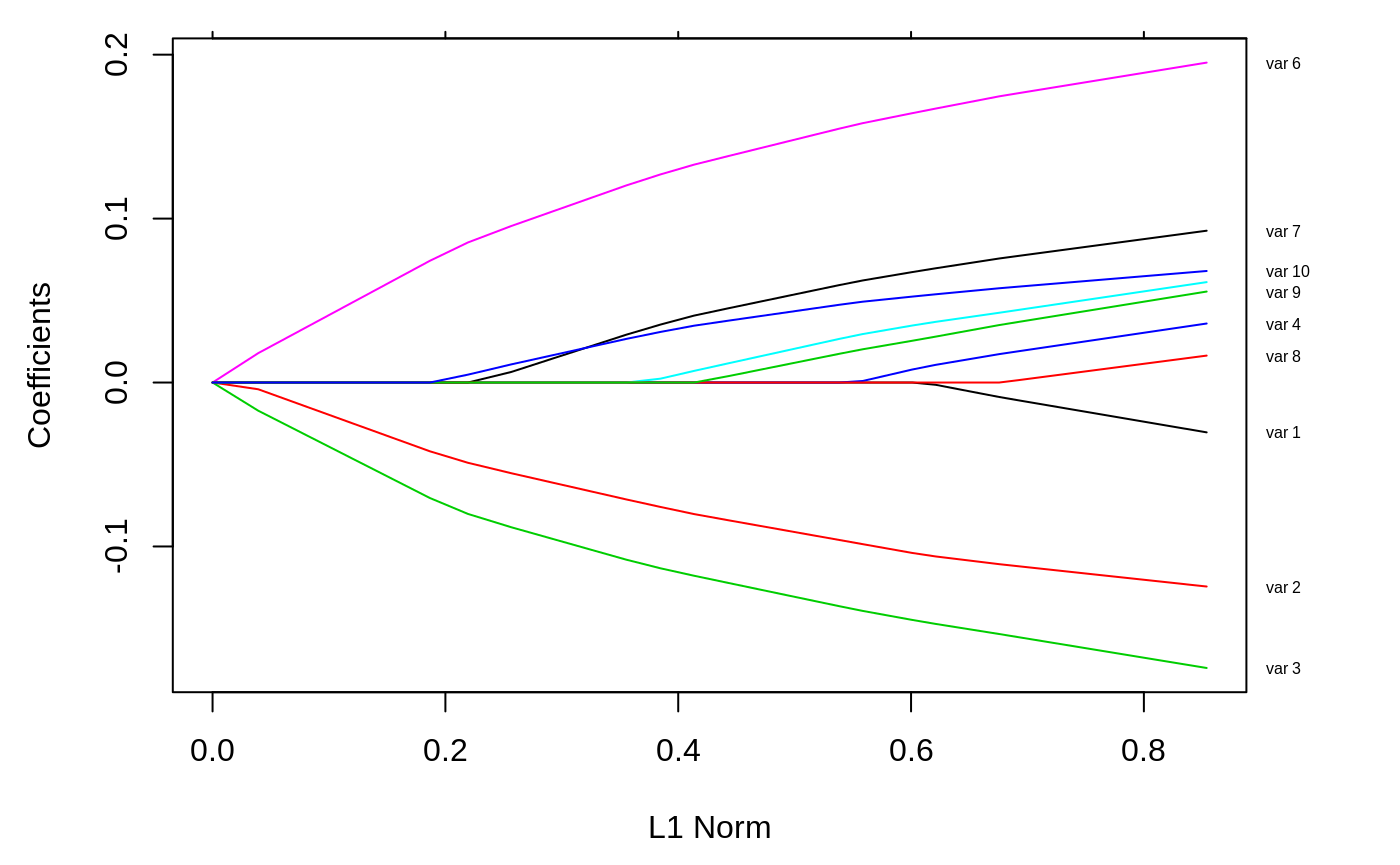 0.2
0.1
0.0
-0.1
Coefficients
var 6
var 7
var 10
var 9
var 4
var 8
var 1
var 2
var 3
0.0 0.2 0.4 0.6 0.8
L1 Norm